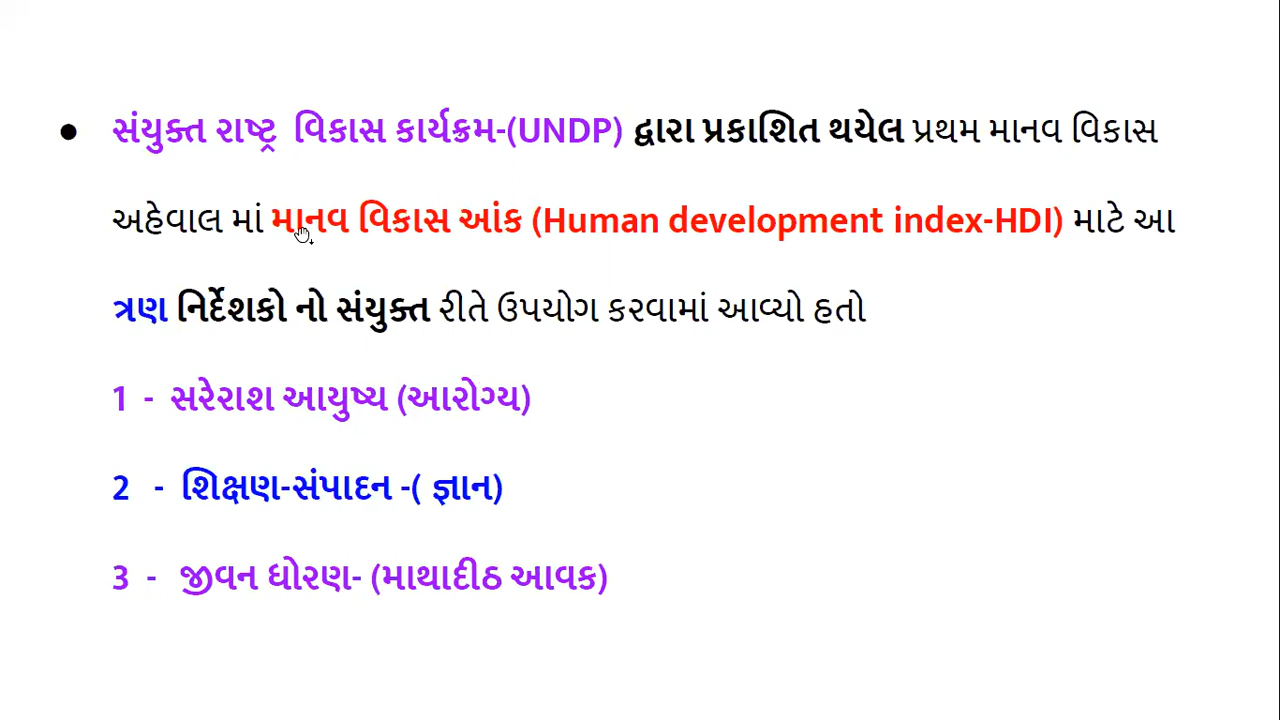 ● સંયુક્ત રાષ્ટ્ર વિકાસ કાર્યક્રમ-(UNDP) દ્વારા પ્રકાશિત થયેલ પ્રથમ માનવ વિકાસ
અહેવાલ માં માનવ વિકાસ આંક (Human development index-HDI) માટે આ
ત્રણ નિર્દેશકો નો સંયુક્ત રીતે ઉપયોગ કરવામાં આવ્યો હતો
1 - સરેરાશ આયુષ્ય (આરોગ્ય)
2 - શિક્ષણ-સંપાદન -( જ્ઞાન)
3 - જીવન ધોરણ- (માથાદીઠ આવક)